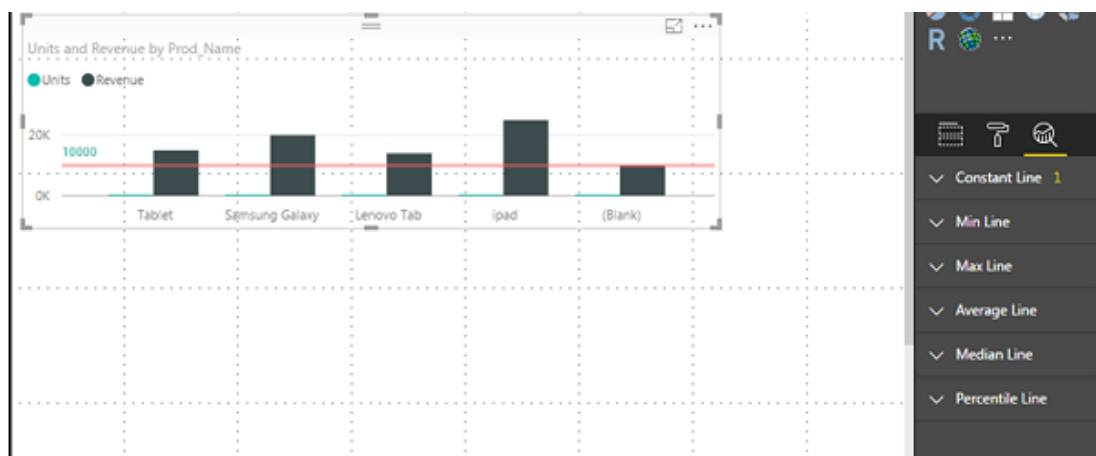 Units and Revenue by Prod_Name
Units Revenue
20K
10000
0K
Tablet Samsung Galaxy Lenovo Tab ipad (Blank)
R
Constant Line 1
Min Line
Max Line
Average Line
Median Line
Percentile Line